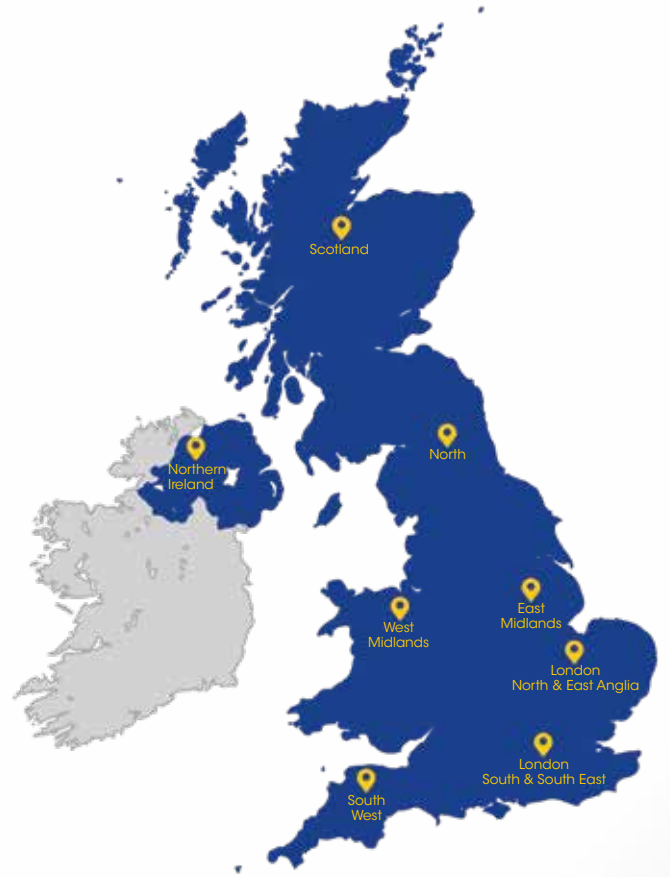 Scotland
North
Northern
Ireland
East
Midlands
West
Midlands
London
North & East Anglia
London
South & South East
South
West